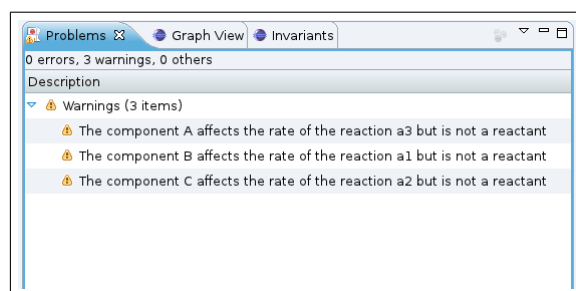 Problems Graph View Invariants
0 errors, 3 warnings, 0 others
Description
Warnings (3 items)
The component A affects the rate of the reaction a3 but is not a reactant
The component B affects the rate of the reaction a1 but is not a reactant
The component C affects the rate of the reaction a2 but is not a reactant